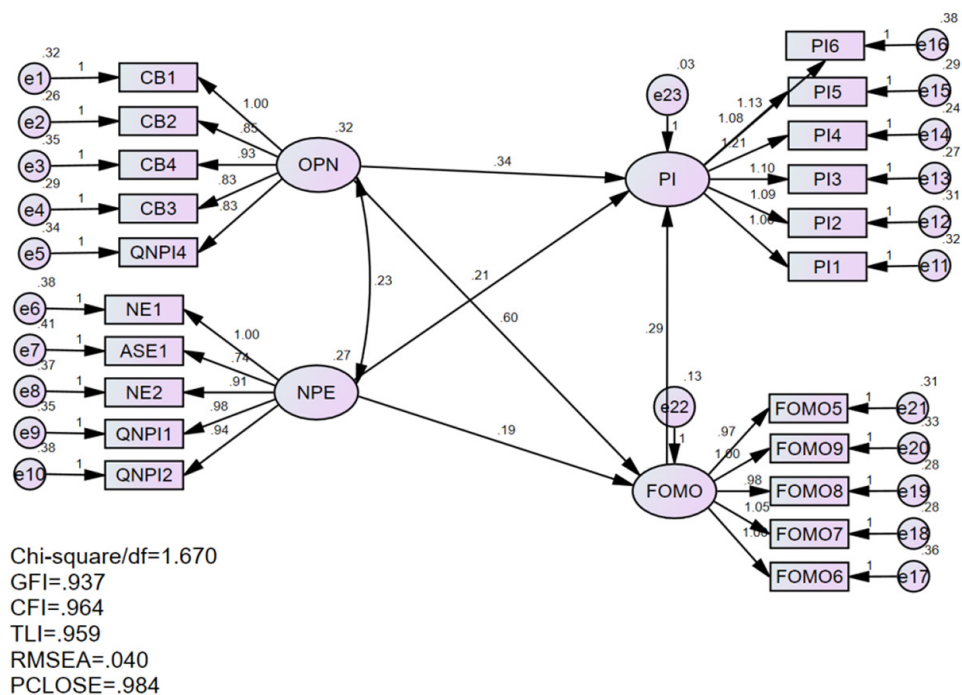 .32
e1 1 CB1
.26
e2 1 CB2
.35
e3 1 CB4
.29
e4 1 CB3
.34
e5 1 QNPI4
1.00
.85
.93
.83
.83
OPN .32
.38
e6 1 NE1
.41
e7 1 ASE1
.37
e8 1 NE2
.35
e9 1 QNPI1
.38
e10 1 QNPI2
1.00
.74
.91
.98
.94
NPE .27
.23
.34
.21
.60
.19
.29
.03
e23
1
PI
1.13
1.08
1.21
1.10
1.09
.38
PI6 1 e16
.29
PI5 1 e15
.24
PI4 1 e14
.27
PI3 1 e13
.31
PI2 1 e12
.32
PI1 1 e11
.13
e22
1
FOMO
.97
1.00
.98
1.05
.31
FOMO5 1 e21
.33
FOMO9 1 e20
.28
FOMO8 1 e19
.28
FOMO7 1 e18
.36
FOMO6 1 e17
Chi-square/df=1.670
GFI=.937
CFI=.964
TLI=.959
RMSEA=.040
PCLOSE=.984